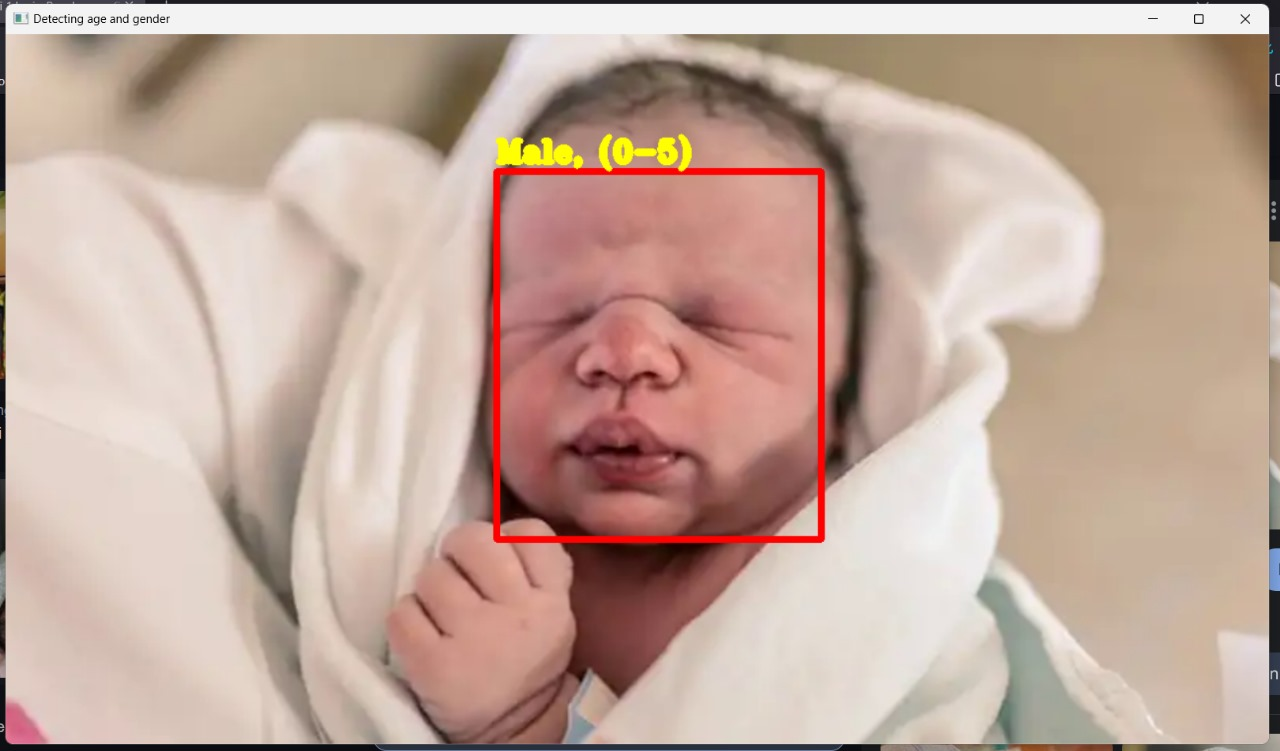 Detecting age and gender
Male, (0-5)